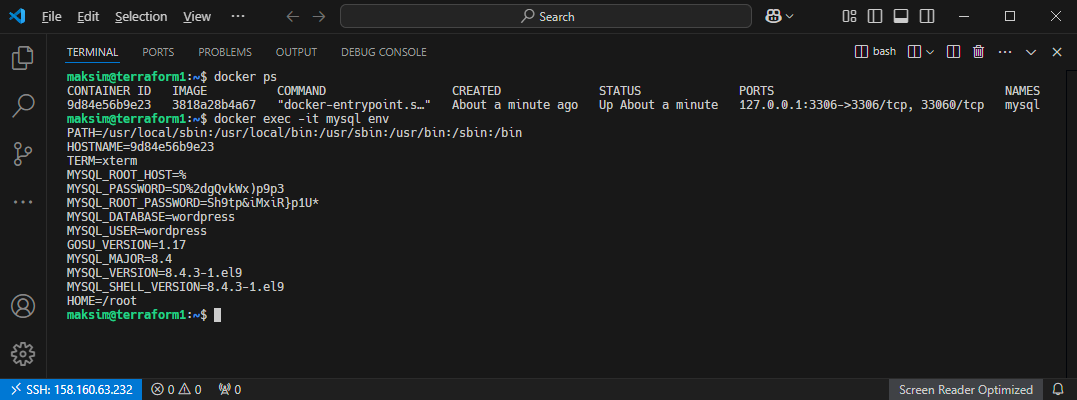 File Edit Selection View ··· Search
TERMINAL PORTS PROBLEMS OUTPUT DEBUG CONSOLE bash
maksim@terraform1:~$ docker ps
CONTAINER ID IMAGE COMMAND CREATED STATUS PORTS NAMES
9d84e56b9e23 3818a28b4a67 "docker-entrypoint.s…" About a minute ago Up About a minute 127.0.0.1:3306->3306/tcp, 33060/tcp mysql
maksim@terraform1:~$ docker exec -it mysql env
PATH=/usr/local/sbin:/usr/local/bin:/usr/sbin:/usr/bin:/sbin:/bin
HOSTNAME=9d84e56b9e23
TERM=xterm
MYSQL_ROOT_HOST=%
MYSQL_PASSWORD=SD%2dgQvkWx)p9p3
MYSQL_ROOT_PASSWORD=Sh9tp&iMxiR}p1U*
MYSQL_DATABASE=wordpress
MYSQL_USER=wordpress
GOSU_VERSION=1.17
MYSQL_MAJOR=8.4
MYSQL_VERSION=8.4.3-1.el9
MYSQL_SHELL_VERSION=8.4.3-1.el9
HOME=/root
maksim@terraform1:~$
SSH: 158.160.63.232 0 0 0 Screen Reader Optimized